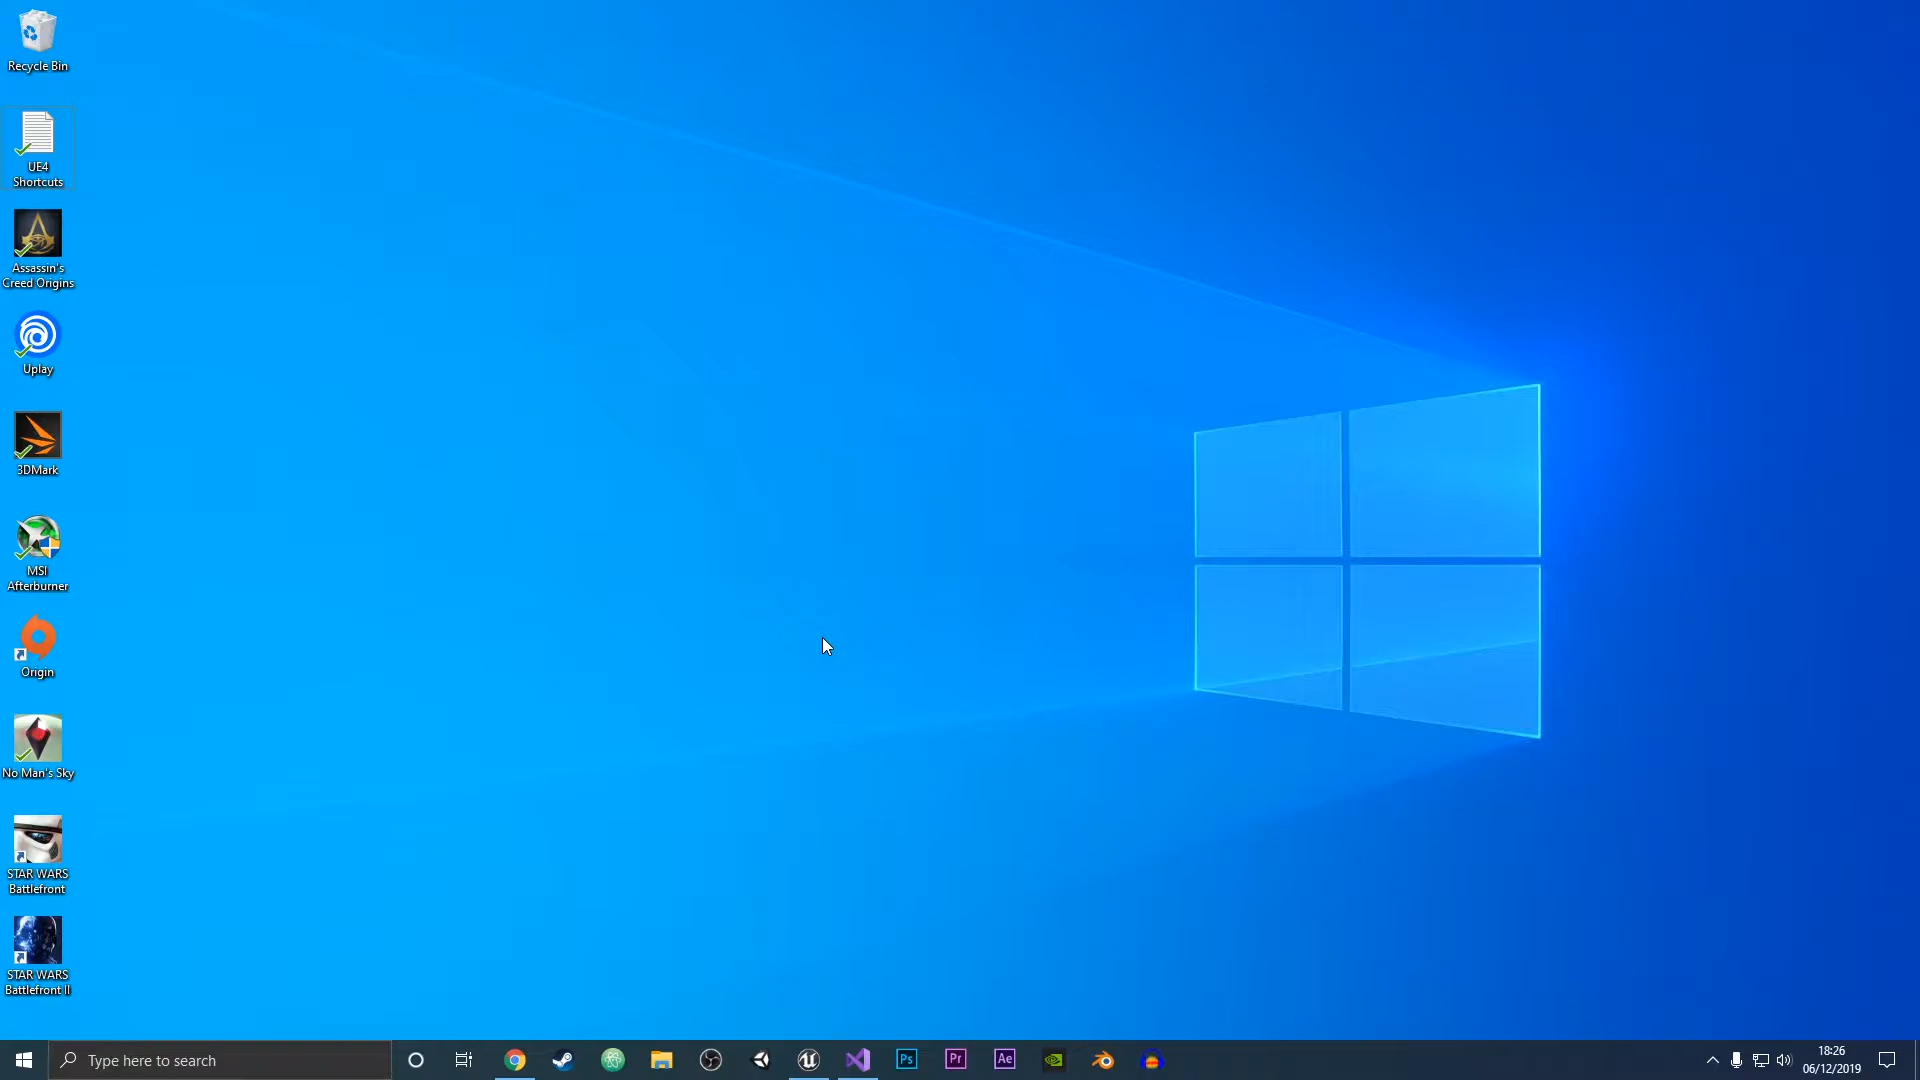 Recycle Bin
UE4
Shortcuts
Assassin's
Creed Origins
Uplay
3DMark
MSI
Afterburner
Origin
No Man's Sky
STAR WARS
Battlefront
STAR WARS
Battlefront II
Type here to search
Ps
Pr
Ae
18:26
06/12/2019